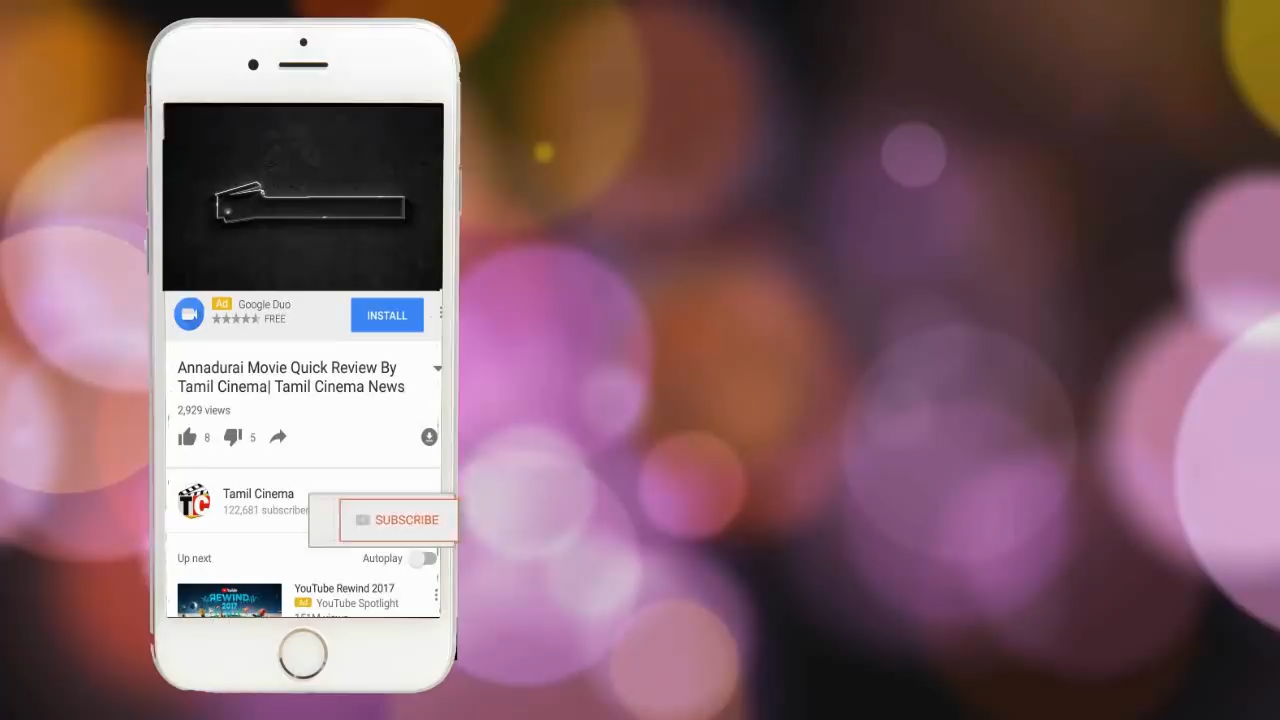 Ad Google Duo
FREE
INSTALL
Annadurai Movie Quick Review By
Tamil Cinema| Tamil Cinema News
2,929 views
8 5
TC
Tamil Cinema
122,681 subscriber
SUBSCRIBE
Up next
Autoplay
REWIND
2017
YouTube Rewind 2017
Ad YouTube Spotlight